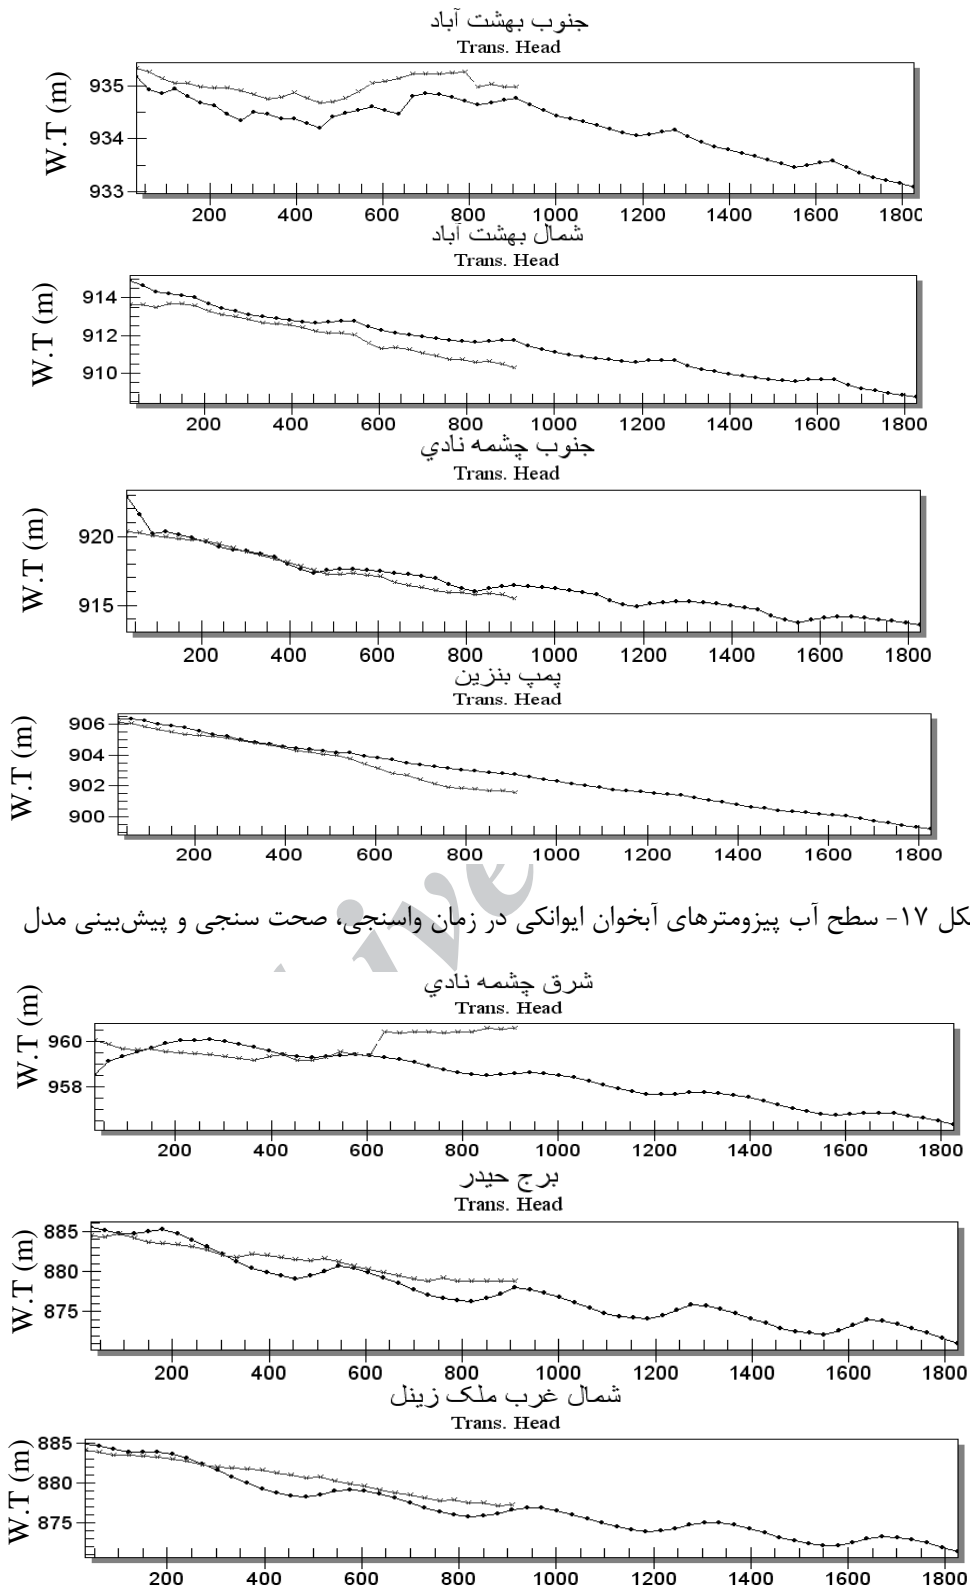 جنوب بهشت آباد
Trans. Head
W.T (m)
935
934
933
200 400 600 800 1000 1200 1400 1600 1800
شمال بهشت آباد
Trans. Head
W.T (m)
914
912
910
200 400 600 800 1000 1200 1400 1600 1800
جنوب چشمه نادي
Trans. Head
W.T (m)
920
915
200 400 600 800 1000 1200 1400 1600 1800
پمپ بنزین
Trans. Head
W.T (m)
906
904
902
900
200 400 600 800 1000 1200 1400 1600 1800
کل ۱۷- سطح آب پیزومترهای آبخوان ایوانکی در زمان واسنجی، صحت سنجی و پیش‌بینی مدل
شرق چشمه نادي
Trans. Head
W.T (m)
960
958
200 400 600 800 1000 1200 1400 1600 1800
برج حیدر
Trans. Head
W.T (m)
885
880
875
200 400 600 800 1000 1200 1400 1600 1800
شمال غرب ملک زینل
Trans. Head
W.T (m)
885
880
875
200 400 600 800 1000 1200 1400 1600 1800